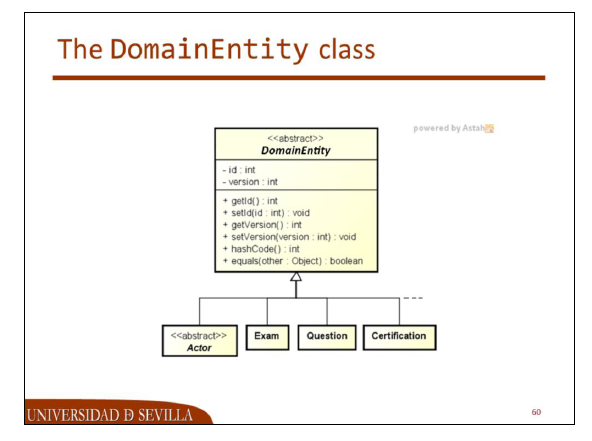 The DomainEntity class
powered by Astah
<<abstract>>
DomainEntity
- id : int
- version : int
+ getId() : int
+ setId(id : int) : void
+ getVersion() : int
+ setVersion(version : int) : void
+ hashCode() : int
+ equals(other : Object) : boolean
<<abstract>>
Actor
Exam
Question
Certification
UNIVERSIDAD Đ SEVILLA
60